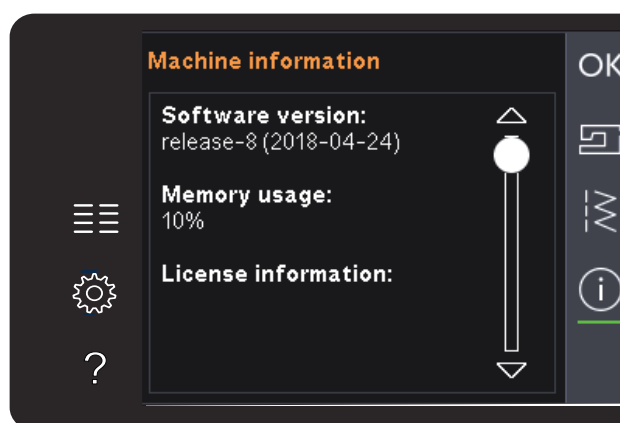 Machine information
OK
Software version:
release-8 (2018-04-24)
Memory usage:
10%
License information:
?